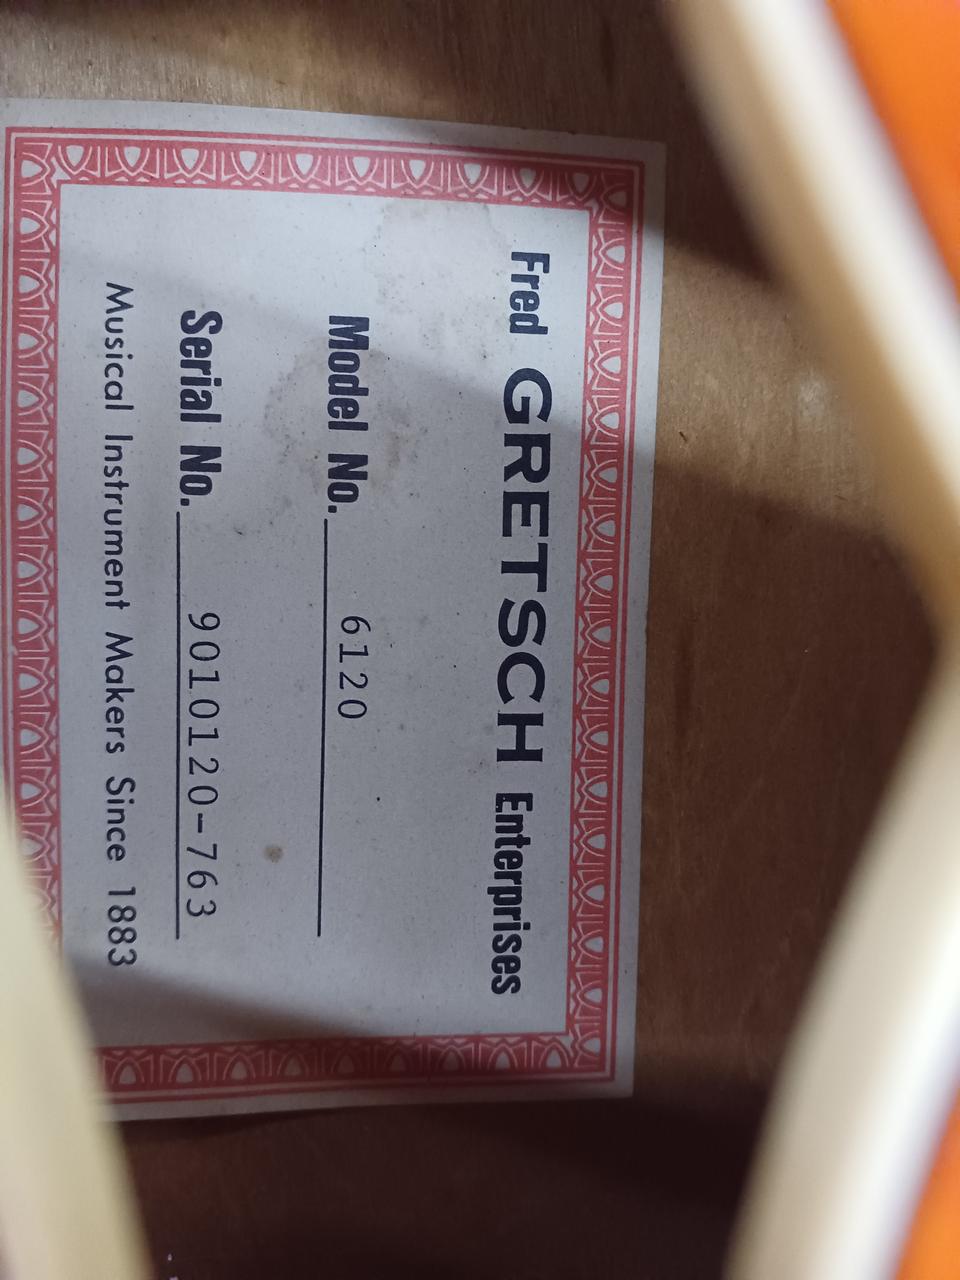 Fred GRETSCH Enterprises
Model No. 6120
Serial No. 9010120-763
Musical Instrument Makers Since 1883